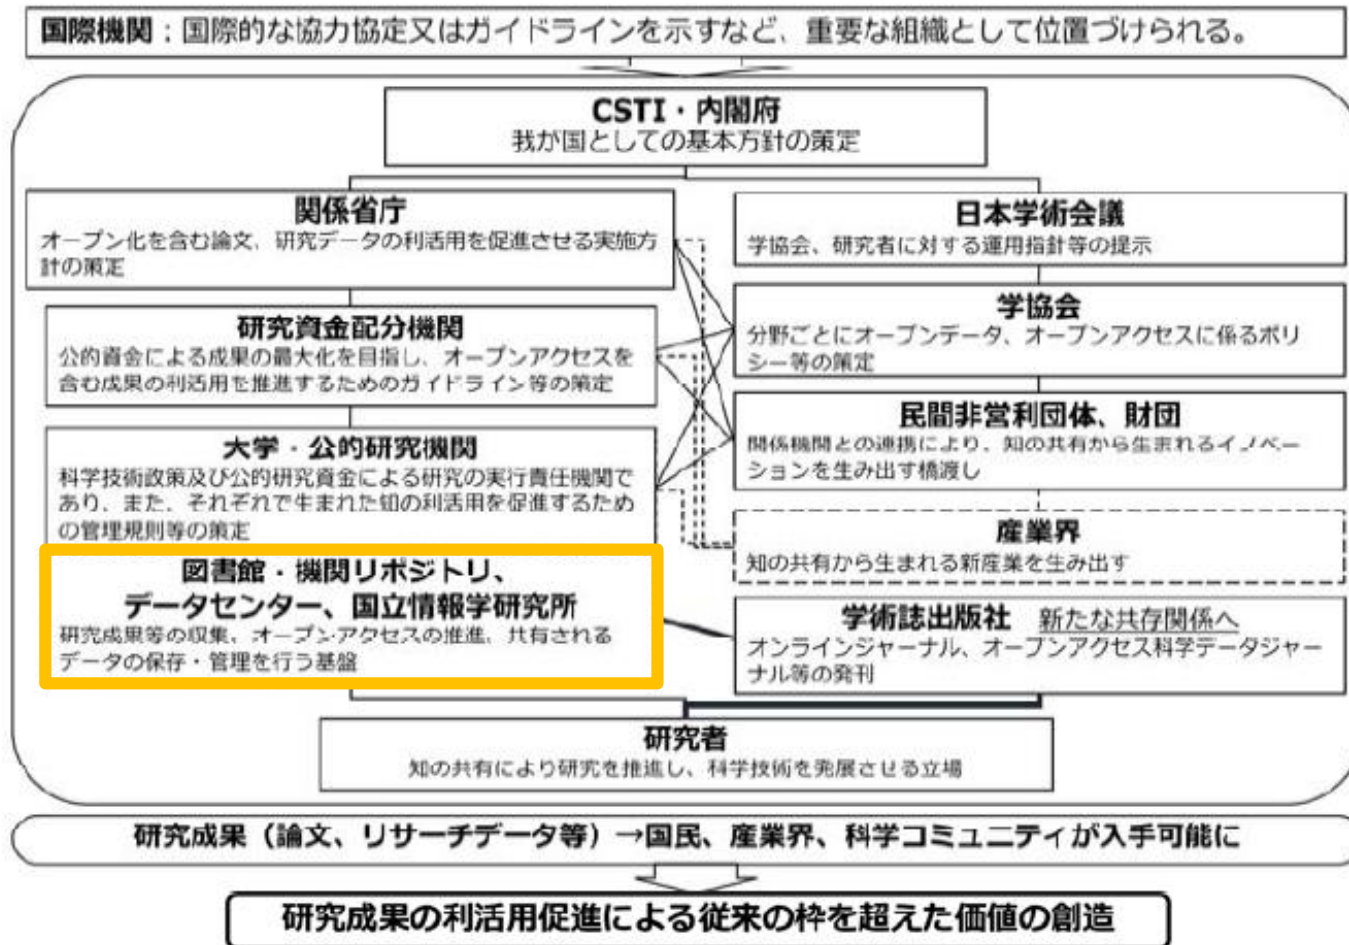 国際機関：国際的な協力協定又はガイドラインを示すなど、重要な組織として位置づけられる。
CSTI・内閣府
我が国としての基本方針の策定
関係省庁
オープン化を含む論文、研究データの利活用を促進させる実施方
針の策定
研究資金配分機関
公的資金による成果の最大化を目指し、オープンアクセスを
含む成果の利活用を推進するためのガイドライン等の策定
大学・公的研究機関
科学技術政策及び公的研究資金による研究の実行責任機関で
あり、また、それぞれで生まれた知の利活用を促進するため
の管理規則等の策定
図書館・機関リポジトリ、
データセンター、国立情報学研究所
研究成果等の収集、オープンアクセスの推進、共有される
データの保存・管理を行う基盤
日本学術会議
学協会、研究者に対する運用指針等の提示
学協会
分野ごとにオープンデータ、オープンアクセスに係るポリ
シー等の策定
民間非営利団体、財団
関係機関との連携により、知の共有から生まれるイノベー
ションを生み出す橋渡し
産業界
知の共有から生まれる新産業を生み出す
学術誌出版社　新たな共存関係へ
オンラインジャーナル、オープンアクセス科学データジャー
ナル等の発刊
研究者
知の共有により研究を推進し、科学技術を発展させる立場
研究成果（論文、リサーチデータ等）→国民、産業界、科学コミュニティが入手可能に
研究成果の利活用促進による従来の枠を超えた価値の創造